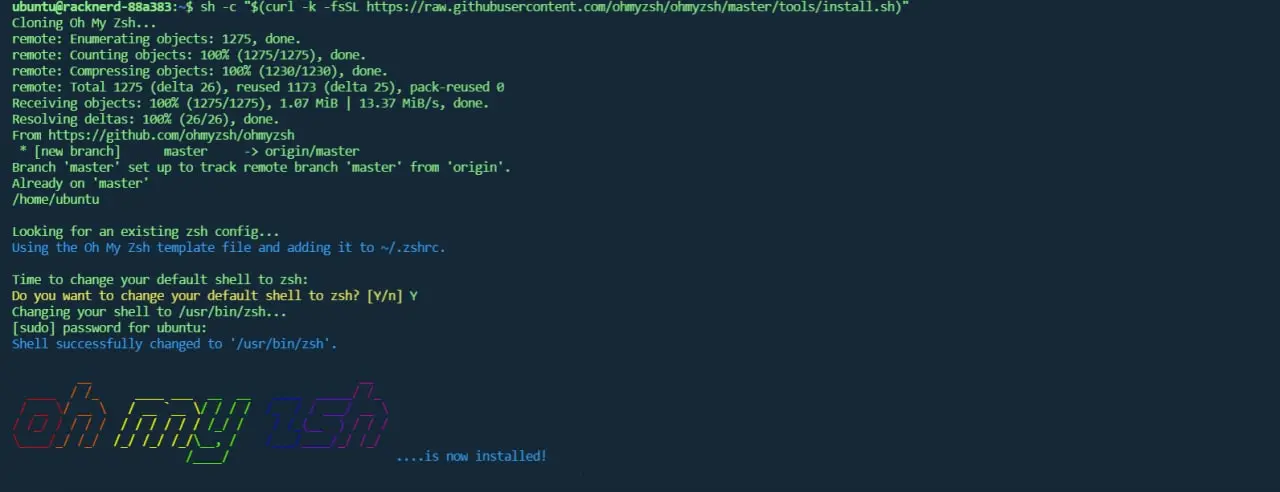 ubuntu@racknerd-88a383:~$ sh -c "$(curl -k -fsSL https://raw.githubusercontent.com/ohmyzsh/ohmyzsh/master/tools/install.sh)"
Cloning Oh My Zsh...
remote: Enumerating objects: 1275, done.
remote: Counting objects: 100% (1275/1275), done.
remote: Compressing objects: 100% (1230/1230), done.
remote: Total 1275 (delta 26), reused 1173 (delta 25), pack-reused 0
Receiving objects: 100% (1275/1275), 1.07 MiB | 13.37 MiB/s, done.
Resolving deltas: 100% (26/26), done.
From https://github.com/ohmyzsh/ohmyzsh
 * [new branch]      master     -> origin/master
Branch 'master' set up to track remote branch 'master' from 'origin'.
Already on 'master'
/home/ubuntu
Looking for an existing zsh config...
Using the Oh My Zsh template file and adding it to ~/.zshrc.
Time to change your default shell to zsh:
Do you want to change your default shell to zsh? [Y/n] Y
Changing your shell to /usr/bin/zsh...
[sudo] password for ubuntu:
Shell successfully changed to '/usr/bin/zsh'.
oh my zsh
....is now installed!